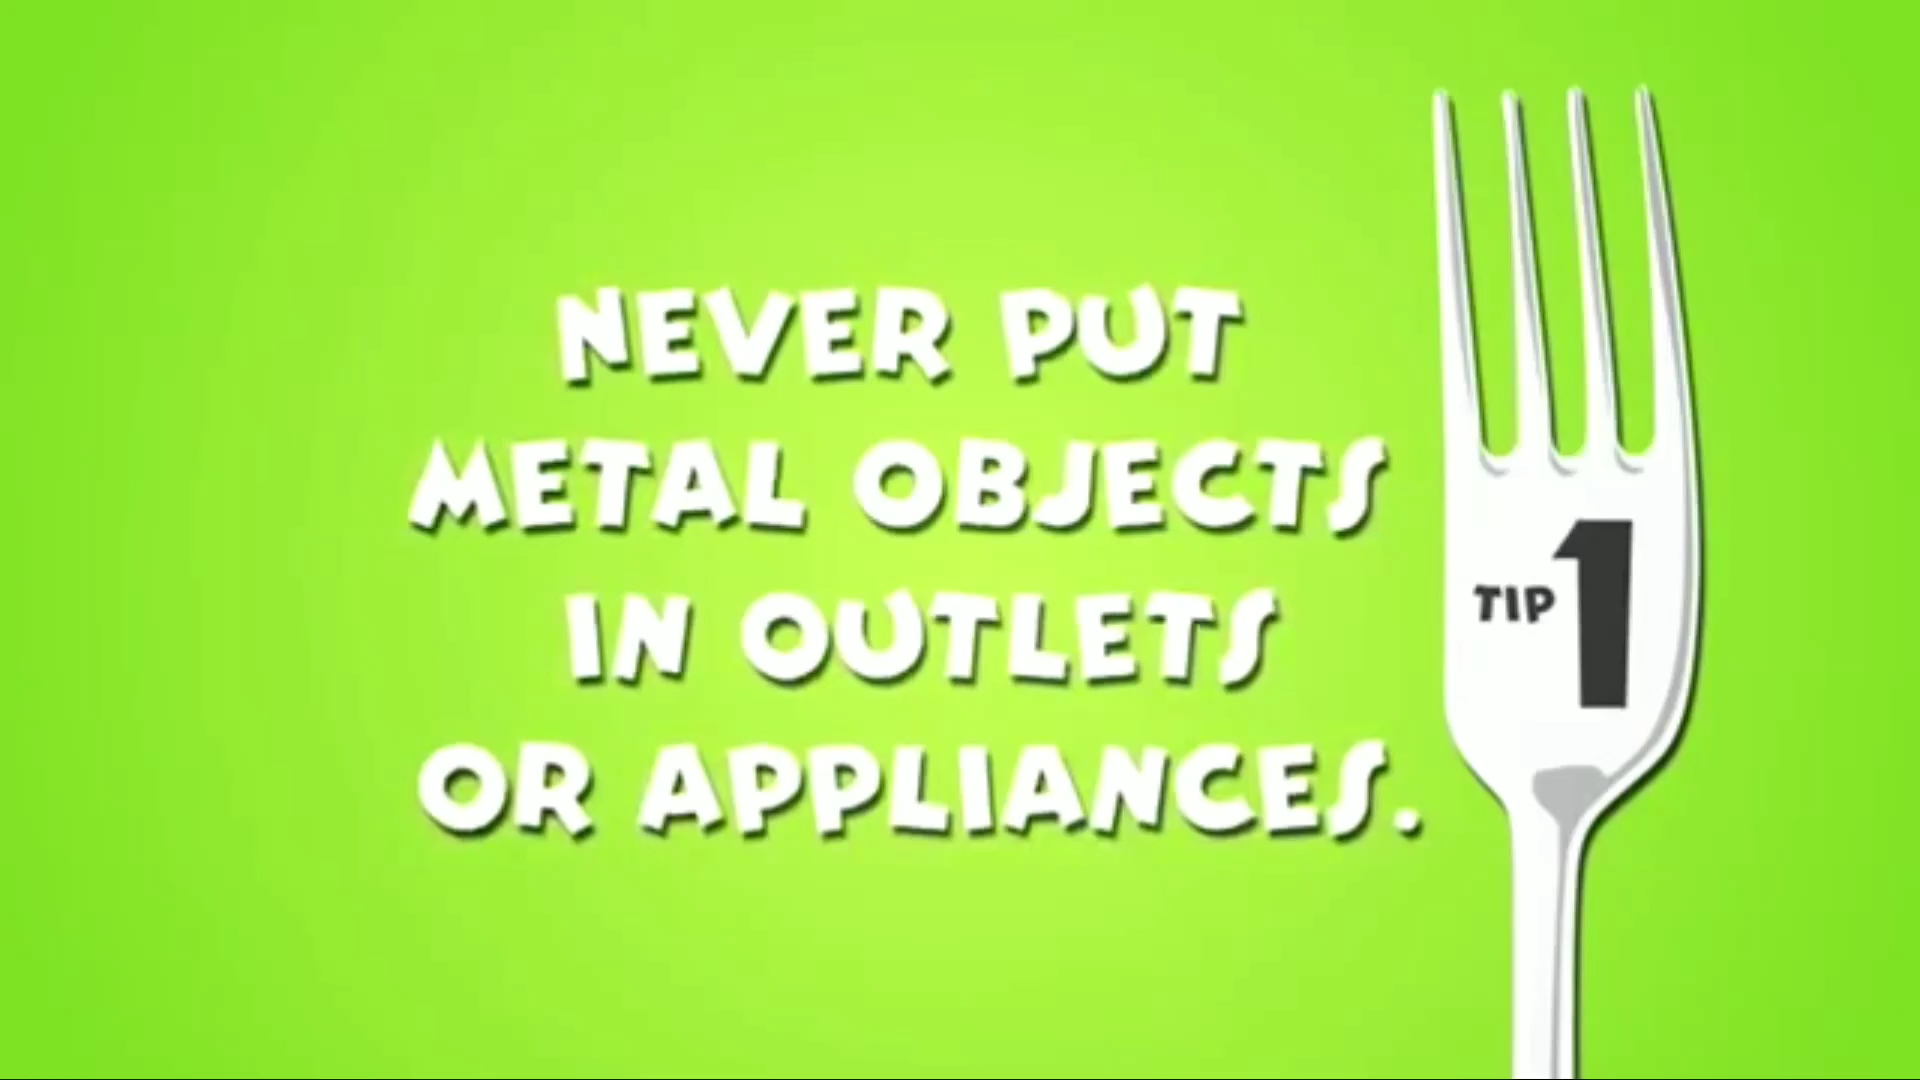 NEVER PUT
METAL OBJECTS
IN OUTLETS
OR APPLIANCES.
TIP 1